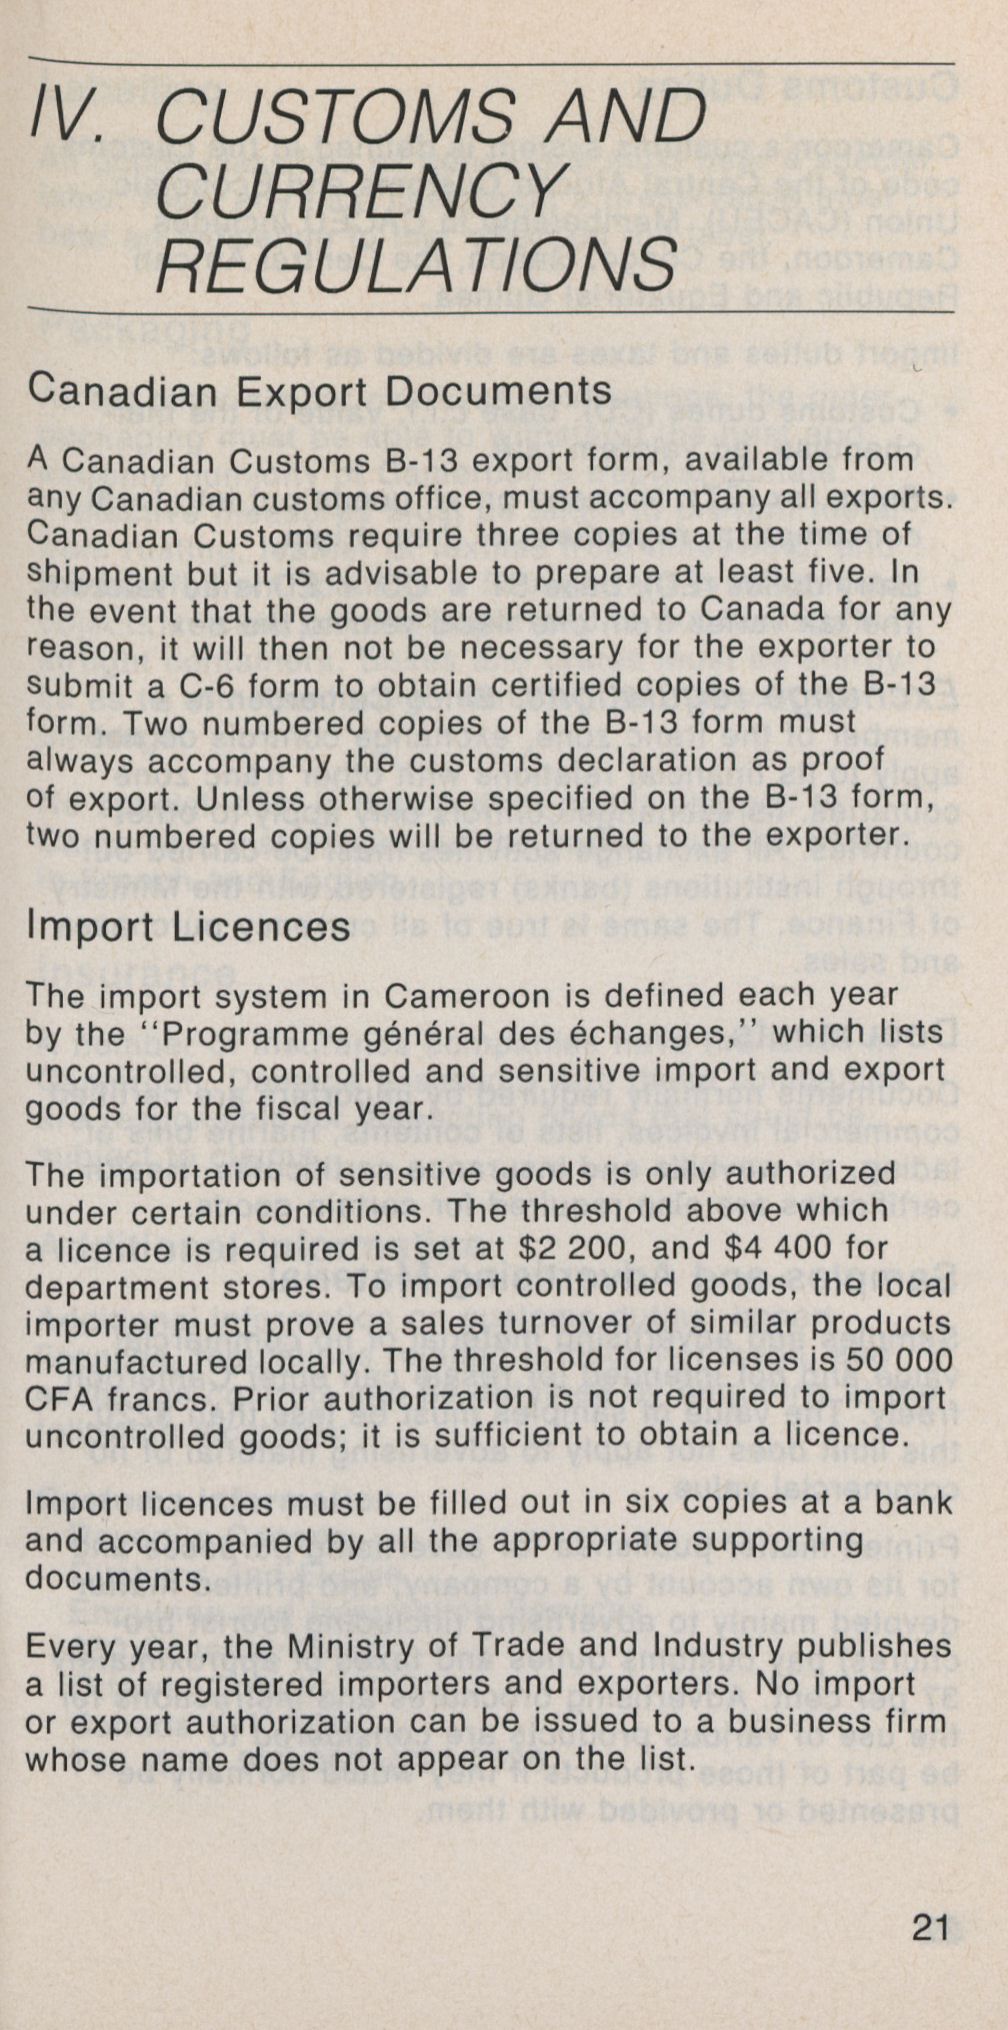 IV. CUSTOMS AND
CURRENCY
REGULATIONS
Canadian Export Documents
A Canadian Customs B-13 export form, available from
any Canadian customs office, must accompany all exports.
Canadian Customs require three copies at the time of
shipment but it is advisable to prepare at least five. In
the event that the goods are returned to Canada for any
reason, it will then not be necessary for the exporter to
submit a C-6 form to obtain certified copies of the B-13
form. Two numbered copies of the B-13 form must
always accompany the customs declaration as proof
of export. Unless otherwise specified on the B-13 form,
two numbered copies will be returned to the exporter.
Import Licences
The import system in Cameroon is defined each year
by the ‘‘Programme général des échanges,’’ which lists
uncontrolled, controlled and sensitive import and export
goods for the fiscal year.
The importation of sensitive goods is only authorized
under certain conditions. The threshold above which
a licence is required is set at $2 200, and $4 400 for
department stores. To import controlled goods, the local
importer must prove a sales turnover of similar products
manufactured locally. The threshold for licenses is 50 000
CFA francs. Prior authorization is not required to import
uncontrolled goods; it is sufficient to obtain a licence.
Import licences must be filled out in six copies at a bank
and accompanied by all the appropriate supporting
documents.
Every year, the Ministry of Trade and Industry publishes
a list of registered importers and exporters. No import
or export authorization can be issued to a business firm
whose name does not appear on the list.
21